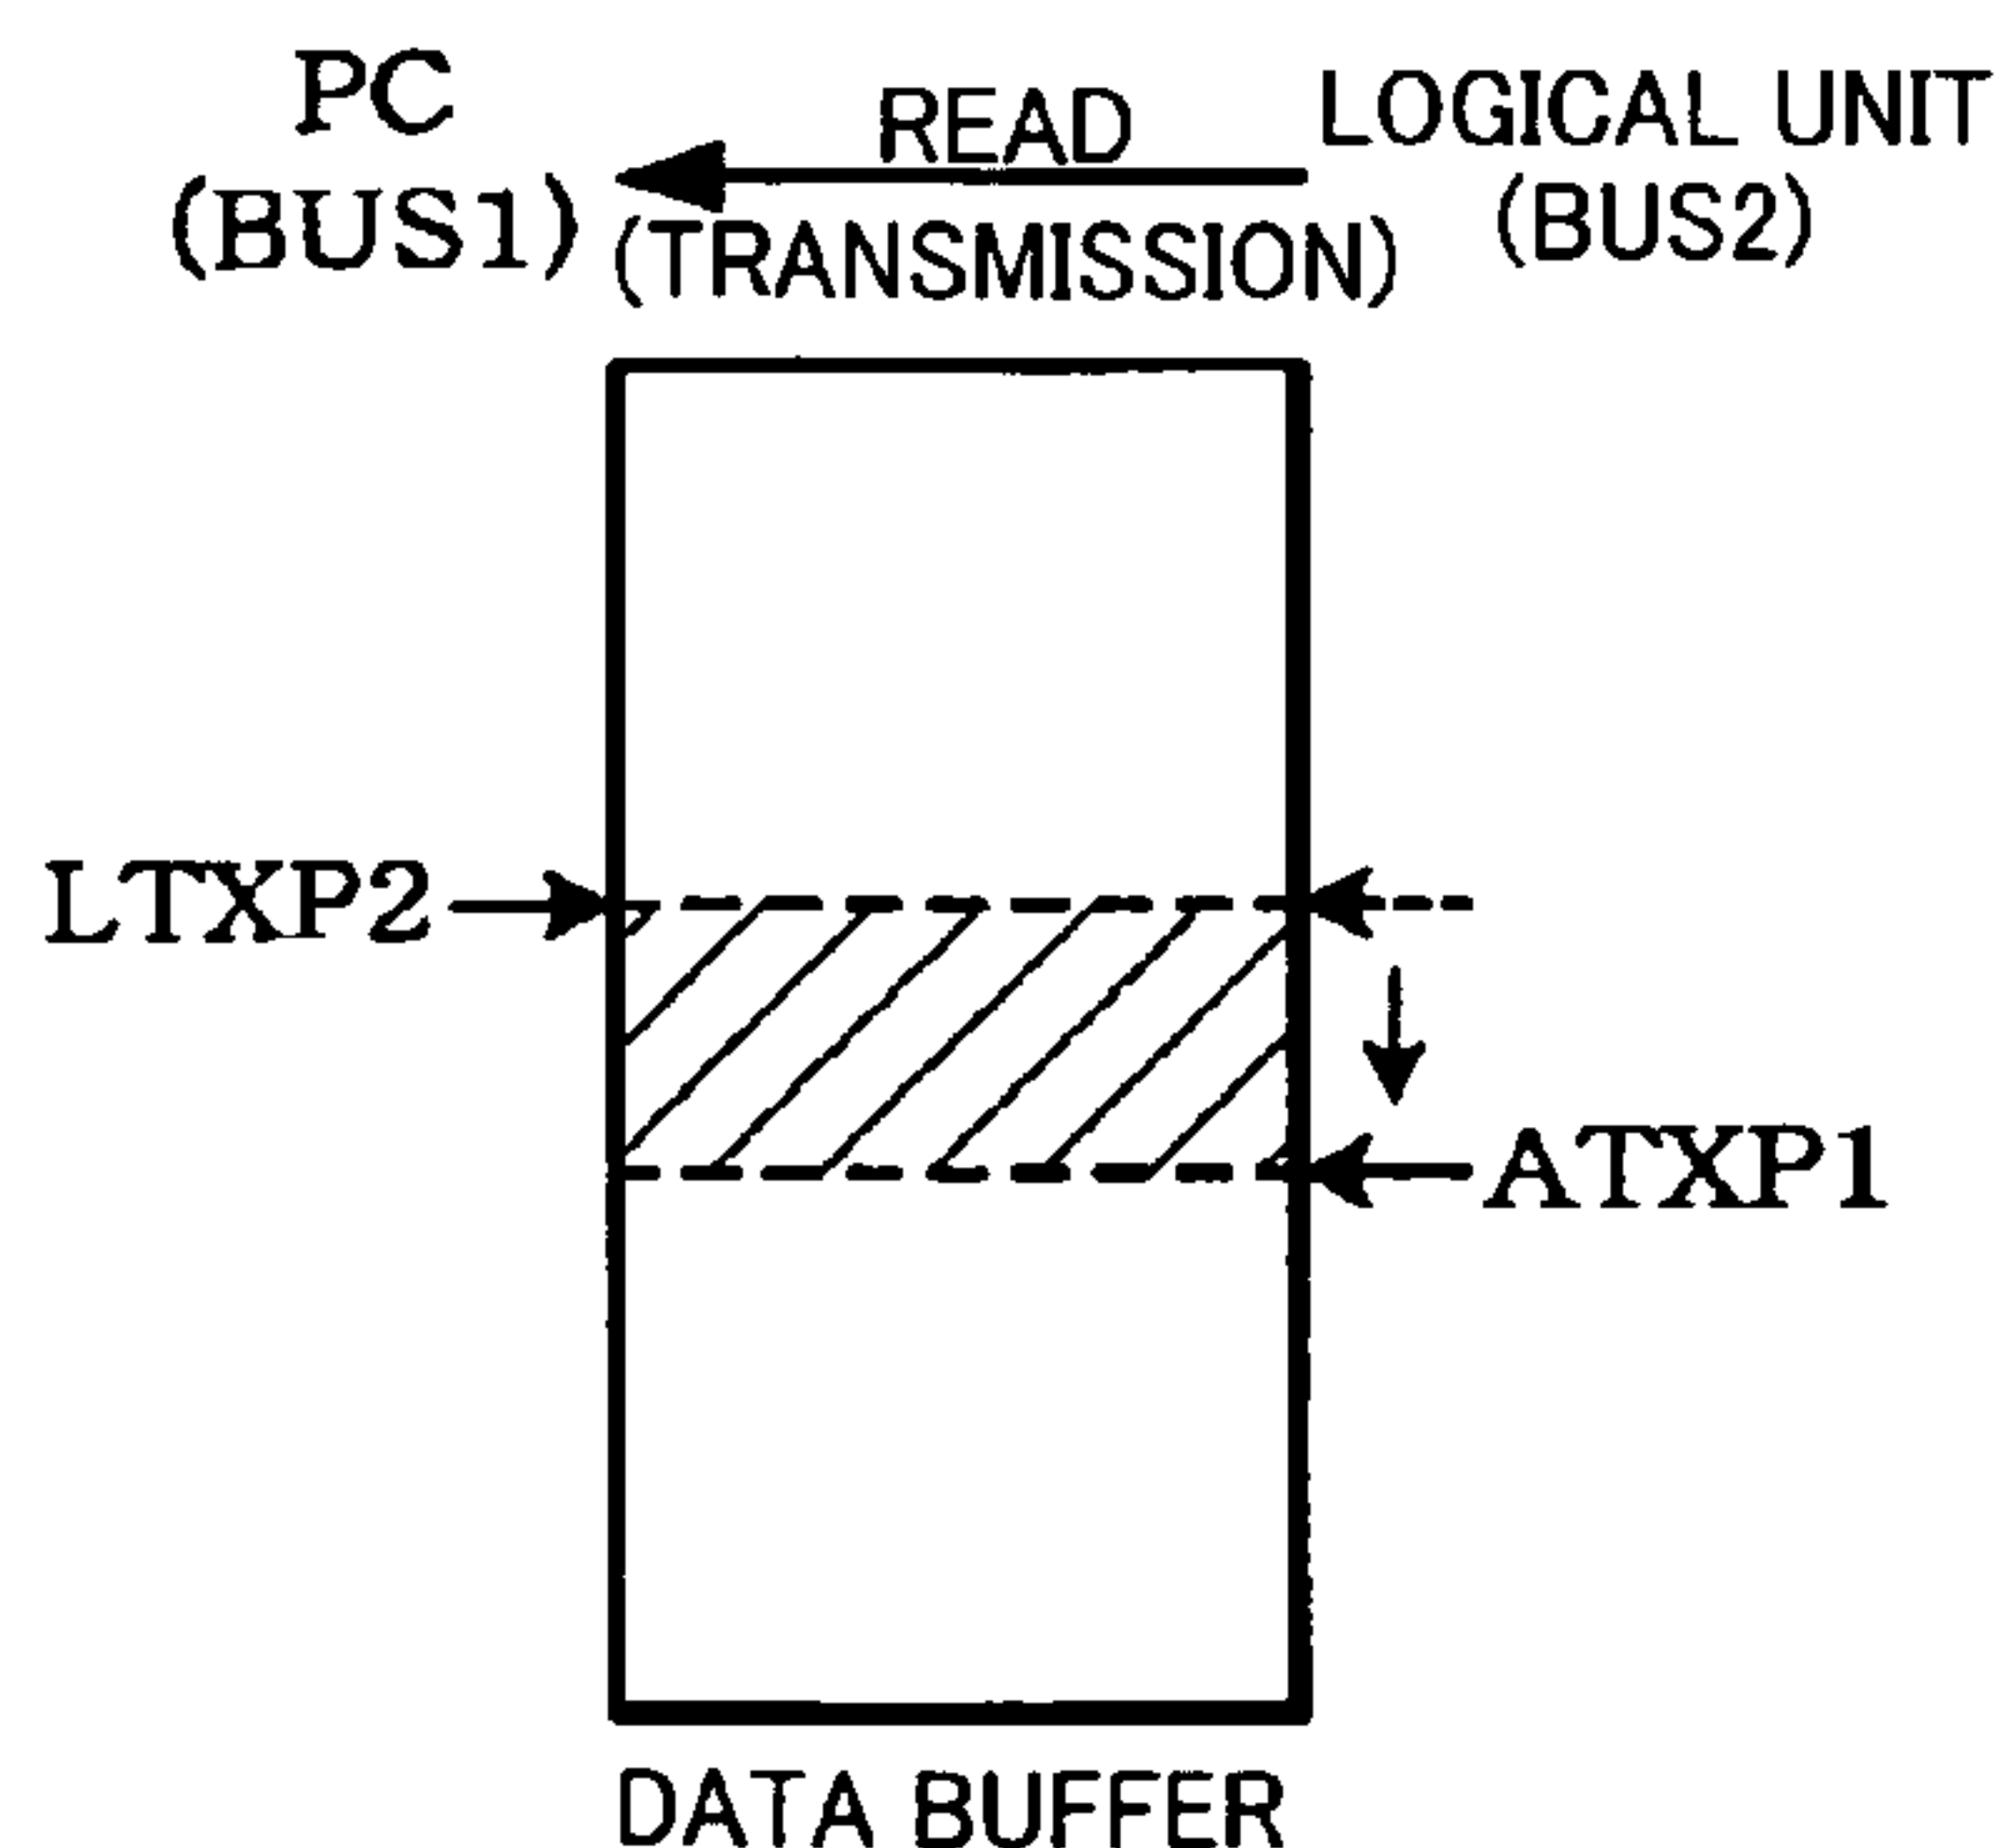 PC
(BUS1)
READ
(TRANSMISSION)
LOGICAL UNIT
(BUS2)
LTXP2
ATXP1
DATA BUFFER